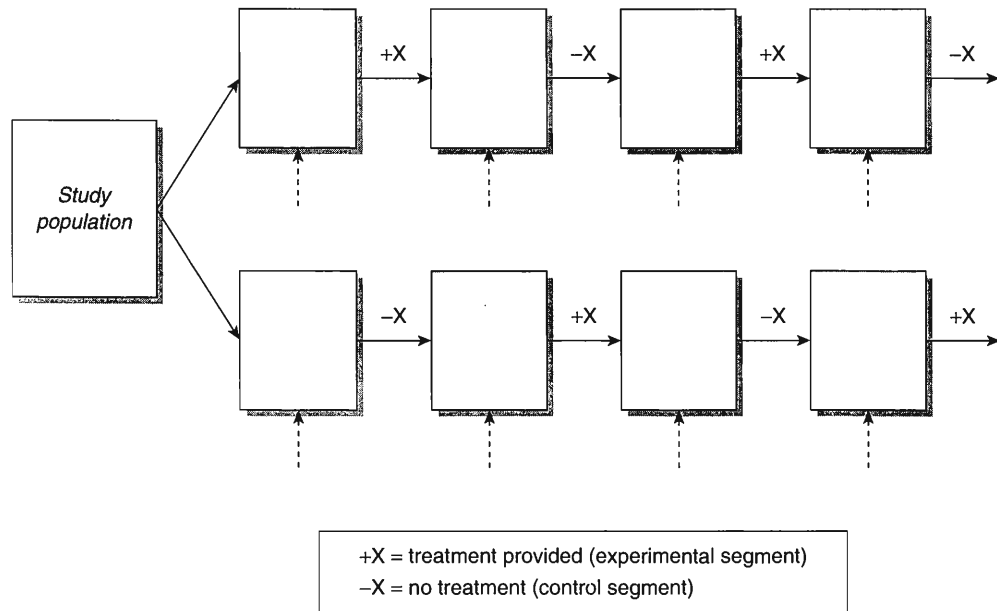 +X
−X
+X
−X
Study
population
−X
+X
−X
+X
+X = treatment provided (experimental segment)
−X = no treatment (control segment)